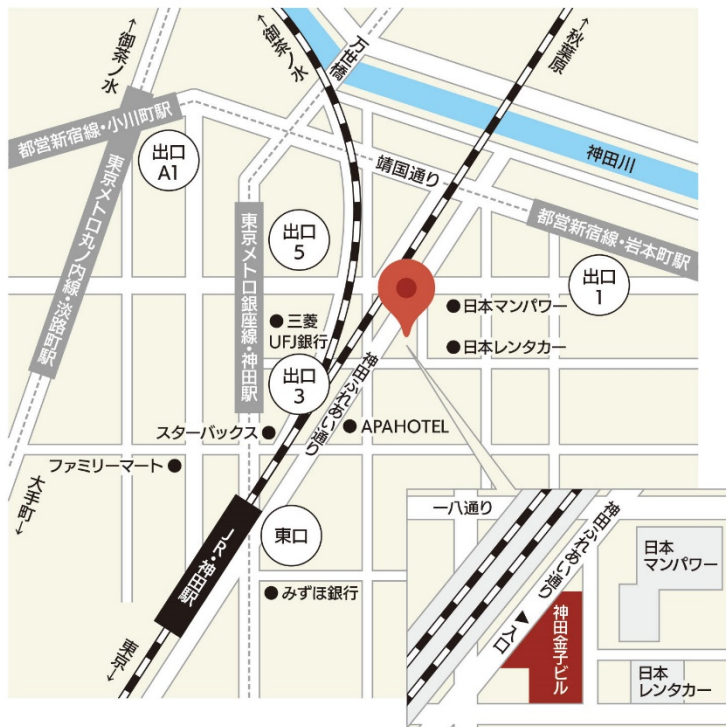 ←御茶ノ水
←御茶ノ水
万世橋
←秋葉原
都営新宿線・小川町駅
出口
A1
靖国通り
神田川
東京メトロ丸ノ内線・淡路町駅
東京メトロ銀座線・神田駅
出口
5
都営新宿線・岩本町駅
出口
1
三菱
UFJ銀行
日本マンパワー
日本レンタカー
出口
3
神田ふれあい通り
スターバックス
APAHOTEL
ファミリーマート
大手町→
JR・神田駅
東口
みずほ銀行
東京→
一八通り
神田ふれあい通り
日本
マンパワー
▲入口
神田金子ビル
日本
レンタカー